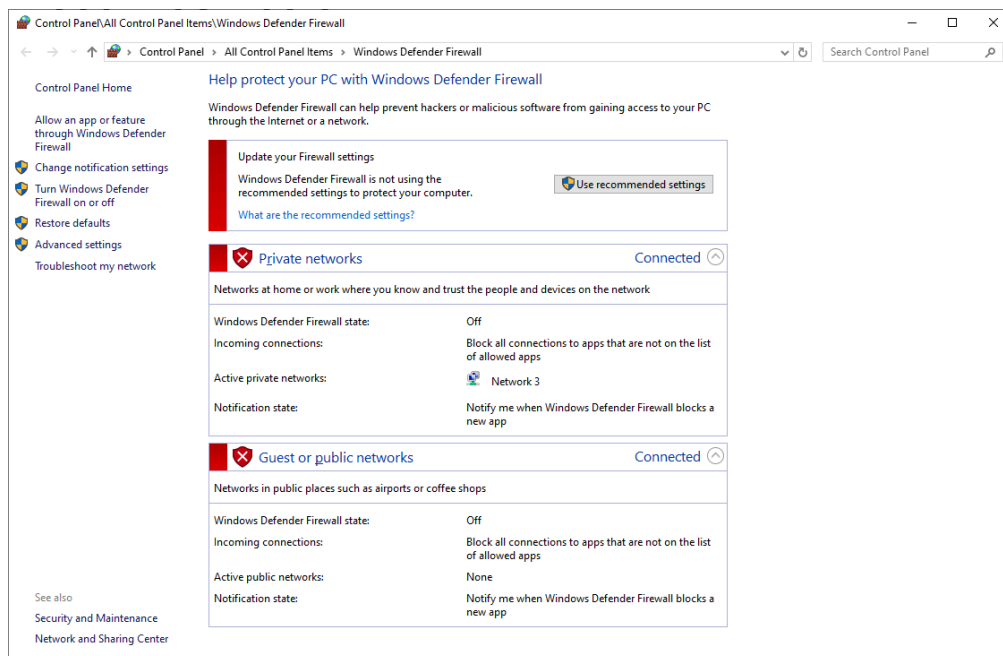 Control Panel\All Control Panel Items\Windows Defender Firewall
Control Panel > All Control Panel Items > Windows Defender Firewall
Search Control Panel
Control Panel Home
Allow an app or feature
through Windows Defender
Firewall
Change notification settings
Turn Windows Defender
Firewall on or off
Restore defaults
Advanced settings
Troubleshoot my network
See also
Security and Maintenance
Network and Sharing Center
Help protect your PC with Windows Defender Firewall
Windows Defender Firewall can help prevent hackers or malicious software from gaining access to your PC
through the Internet or a network.
Update your Firewall settings
Windows Defender Firewall is not using the
recommended settings to protect your computer.
What are the recommended settings?
Use recommended settings
Private networks
Connected
Networks at home or work where you know and trust the people and devices on the network
Windows Defender Firewall state: Off
Incoming connections: Block all connections to apps that are not on the list
of allowed apps
Active private networks: Network 3
Notification state: Notify me when Windows Defender Firewall blocks a
new app
Guest or public networks
Connected
Networks in public places such as airports or coffee shops
Windows Defender Firewall state: Off
Incoming connections: Block all connections to apps that are not on the list
of allowed apps
Active public networks: None
Notification state: Notify me when Windows Defender Firewall blocks a
new app